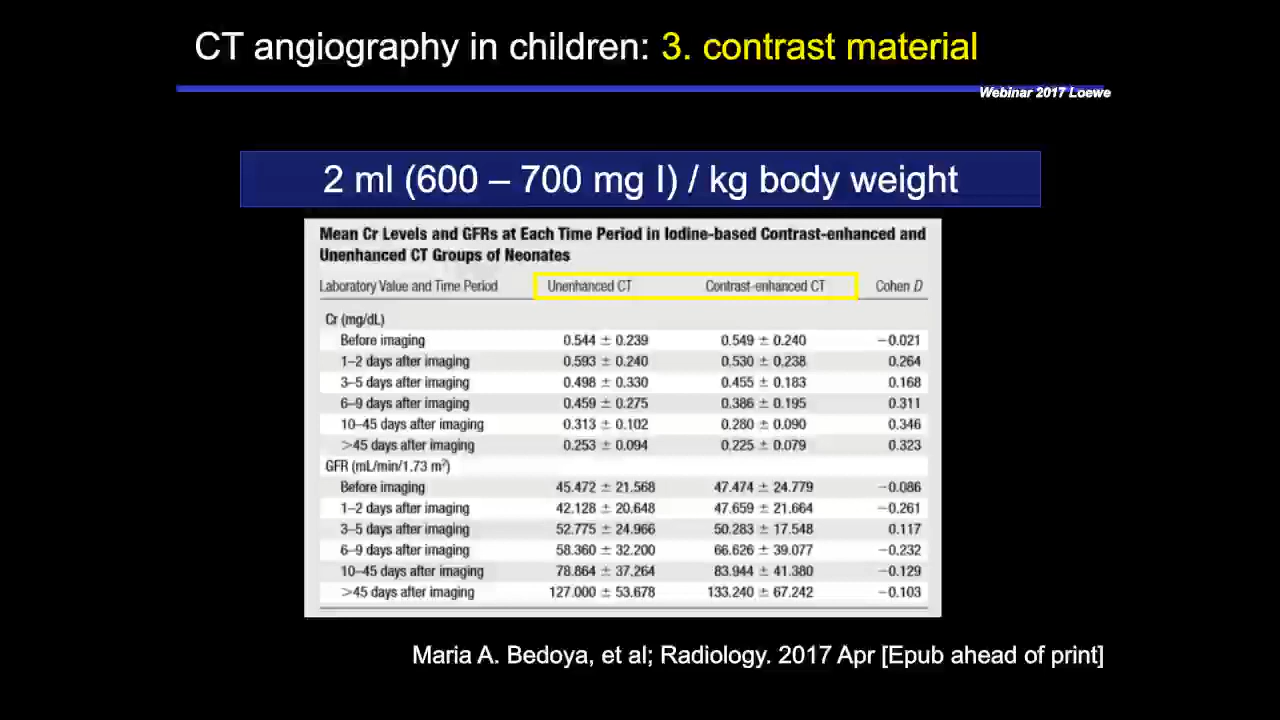 CT angiography in children: 3. contrast material
Webinar 2017 Loewe
2 ml (600 – 700 mg I) / kg body weight
Mean Cr Levels and GFRs at Each Time Period in Iodine-based Contrast-enhanced and
Unenhanced CT Groups of Neonates
Laboratory Value and Time Period Unenhanced CT Contrast-enhanced CT Cohen D
Cr (mg/dL)
Before imaging 0.544 ± 0.239 0.549 ± 0.240 −0.021
1–2 days after imaging 0.593 ± 0.240 0.530 ± 0.238 0.264
3–5 days after imaging 0.498 ± 0.330 0.455 ± 0.183 0.168
6–9 days after imaging 0.459 ± 0.275 0.386 ± 0.195 0.311
10–45 days after imaging 0.313 ± 0.102 0.280 ± 0.090 0.346
>45 days after imaging 0.253 ± 0.094 0.225 ± 0.079 0.323
GFR (mL/min/1.73 m²)
Before imaging 45.472 ± 21.568 47.474 ± 24.779 −0.086
1–2 days after imaging 42.128 ± 20.648 47.659 ± 21.664 −0.261
3–5 days after imaging 52.775 ± 24.966 50.283 ± 17.548 0.117
6–9 days after imaging 58.360 ± 32.200 66.626 ± 39.077 −0.232
10–45 days after imaging 78.864 ± 37.264 83.944 ± 41.380 −0.129
>45 days after imaging 127.000 ± 53.678 133.240 ± 67.242 −0.103
Maria A. Bedoya, et al; Radiology. 2017 Apr [Epub ahead of print]